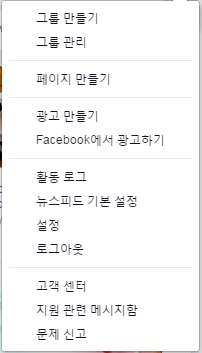 그룹 만들기
그룹 관리
페이지 만들기
광고 만들기
Facebook에서 광고하기
활동 로그
뉴스피드 기본 설정
설정
로그아웃
고객 센터
지원 관련 메시지함
문제 신고